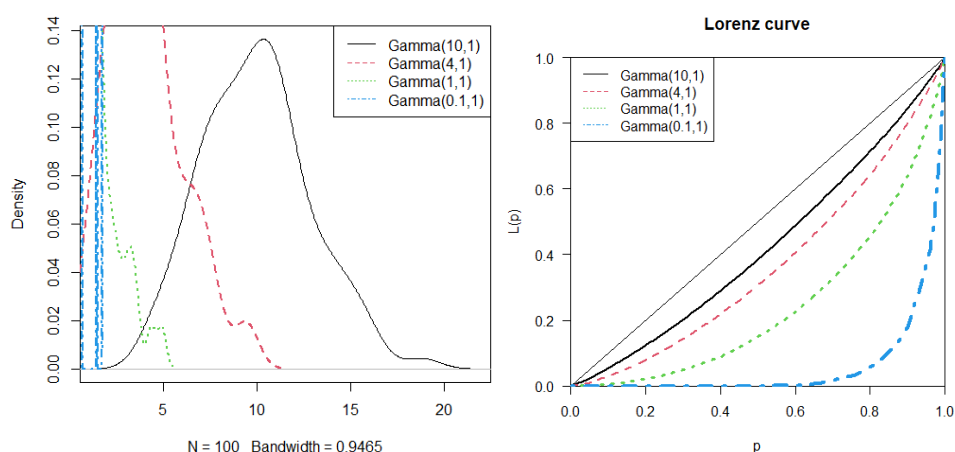 0.14
0.12
0.10
0.08
0.06
0.04
0.02
0.00
Density
Gamma(10,1)
Gamma(4,1)
Gamma(1,1)
Gamma(0.1,1)
5 10 15 20
N = 100 Bandwidth = 0.9465
Lorenz curve
1.0
0.8
0.6
0.4
0.2
0.0
L(p)
Gamma(10,1)
Gamma(4,1)
Gamma(1,1)
Gamma(0.1,1)
0.0 0.2 0.4 0.6 0.8 1.0
p